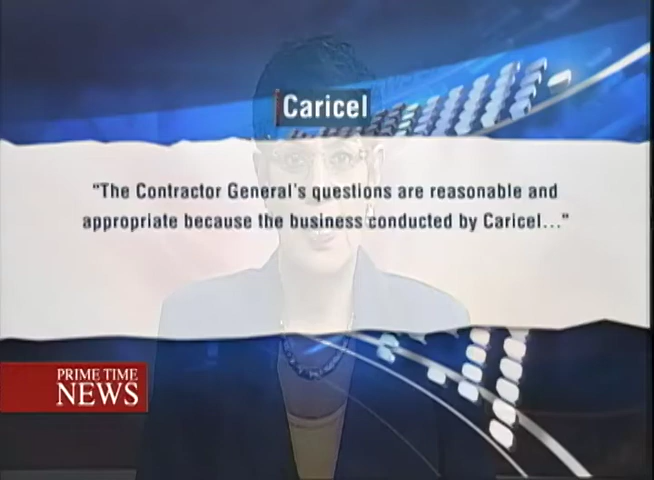 Caricel
"The Contractor General's questions are reasonable and
appropriate because the business conducted by Caricel..."
PRIME TIME
NEWS